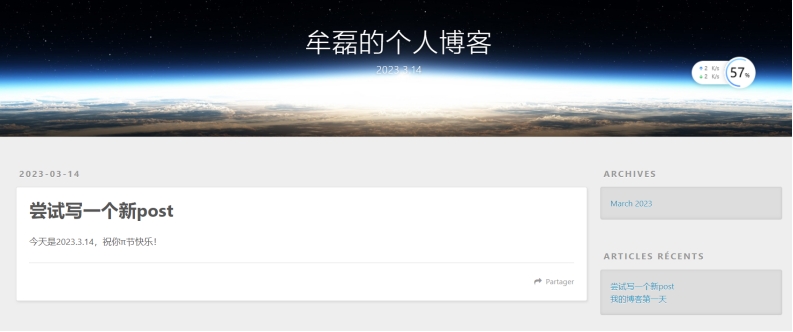 牟磊的个人博客
2023.3.14
2 K/s
2 K/s
57%
2023-03-14
尝试写一个新post
今天是2023.3.14，祝你π节快乐！
Partager
ARCHIVES
March 2023
ARTICLES RÉCENTS
尝试写一个新post
我的博客第一天